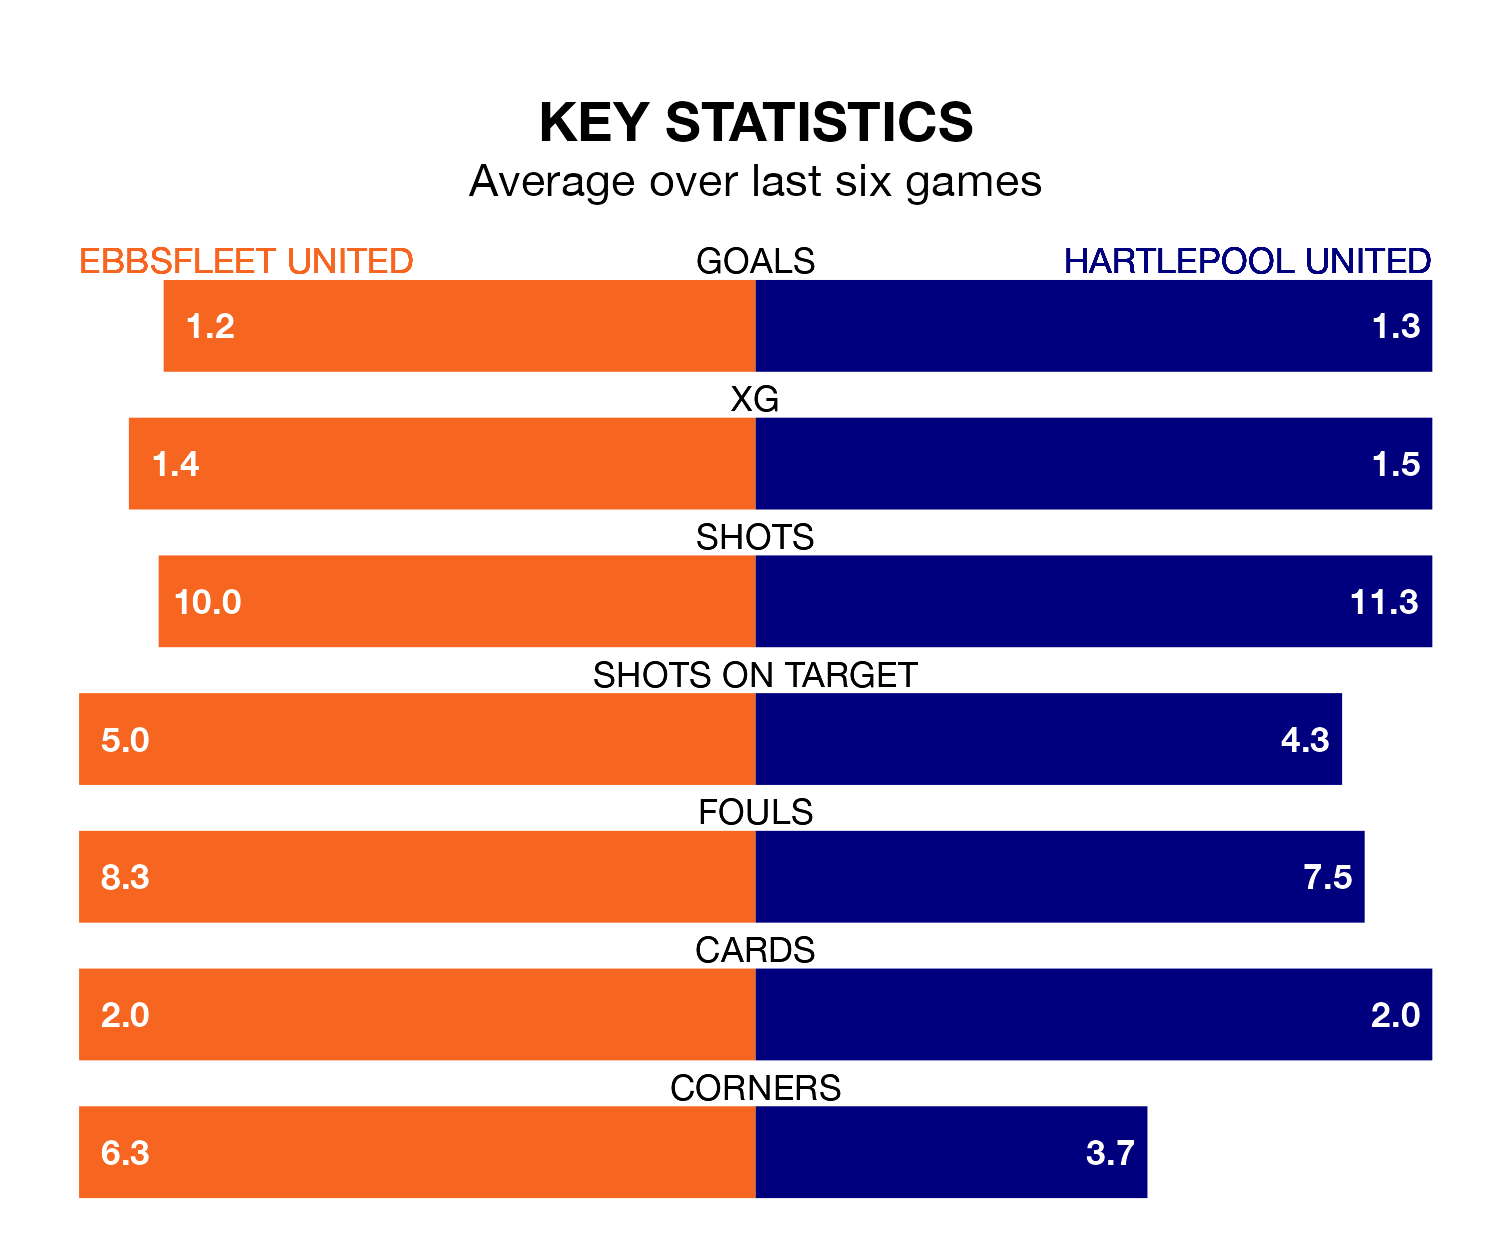 KEY STATISTICS
Average over last six games
EBBSFLEET UNITED GOALS HARTLEPOOL UNITED
1.2 1.3
XG
1.4 1.5
SHOTS
10.0 11.3
SHOTS ON TARGET
5.0 4.3
FOULS
8.3 7.5
CARDS
2.0 2.0
CORNERS
6.3 3.7